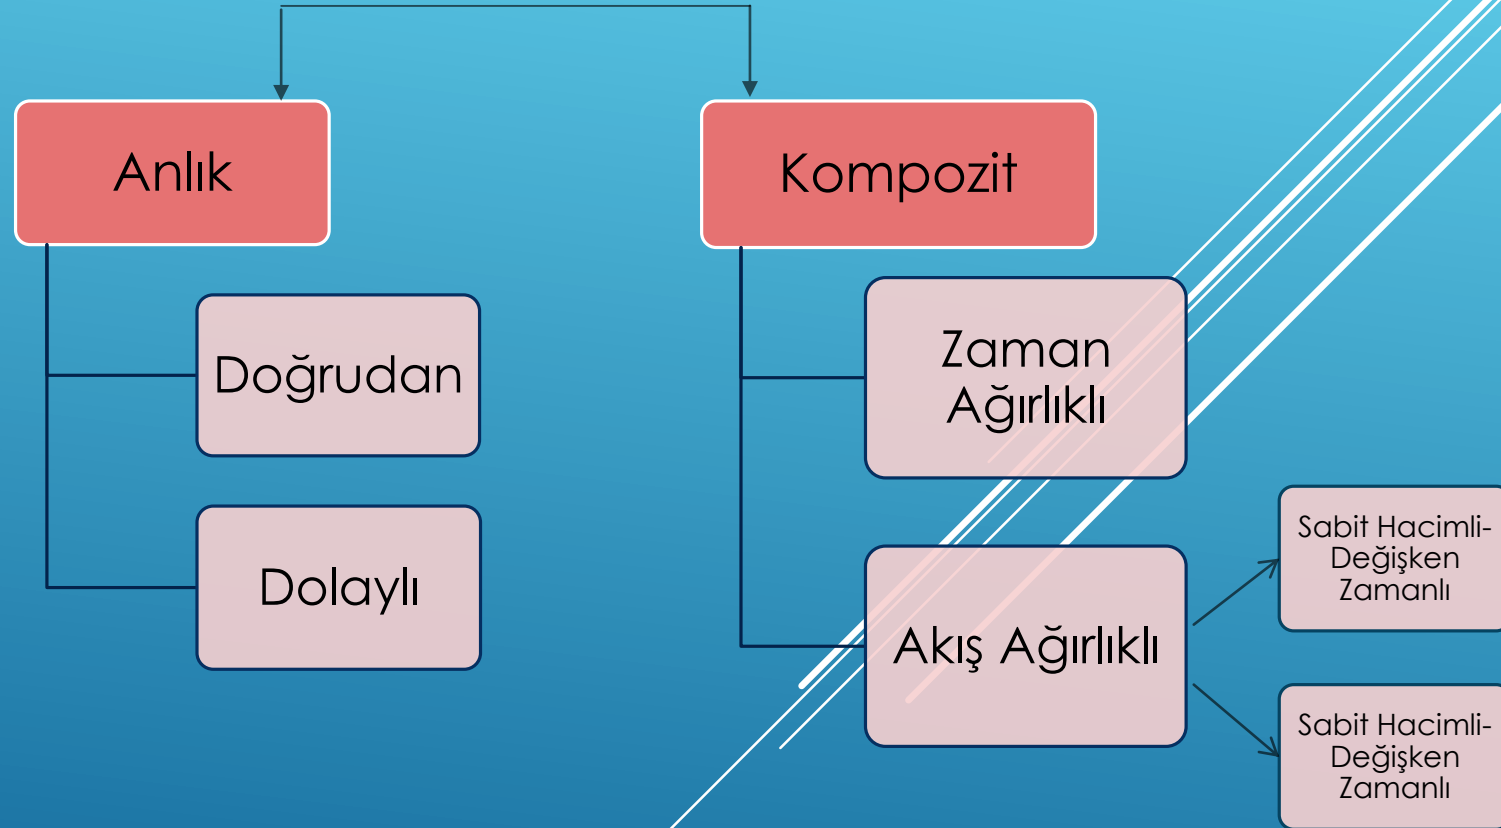 Anlık
Kompozit
Doğrudan
Zaman
Ağırlıklı
Dolaylı
Akış Ağırlıklı
Sabit Hacimli-
Değişken
Zamanlı
Sabit Hacimli-
Değişken
Zamanlı